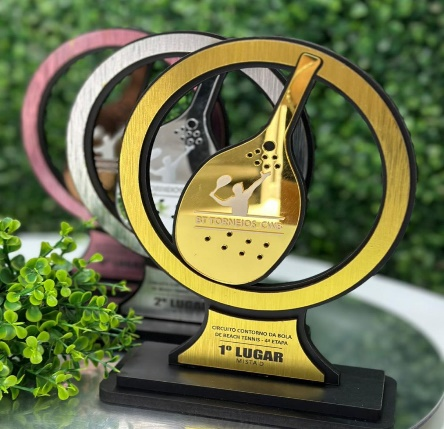 BT TORNEIOS CWB
CIRCUITO CONTORNO DA BOLA
DE BEACH TENNIS - 4ª ETAPA
1º LUGAR
MISTA D
2º LUGAR